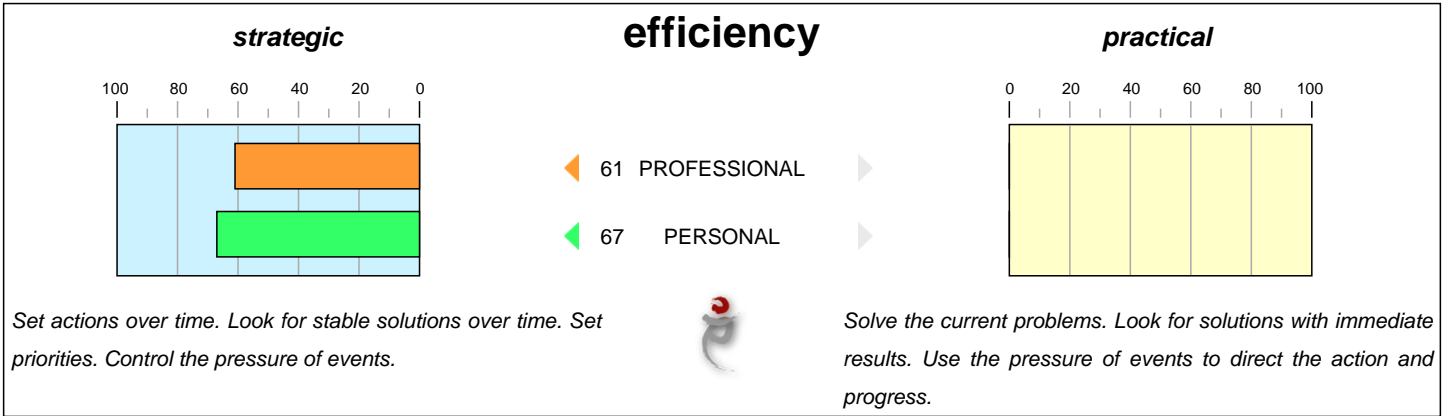 strategic
efficiency
practical
100 80 60 40 20 0
0 20 40 60 80 100
61 PROFESSIONAL
67 PERSONAL
Set actions over time. Look for stable solutions over time. Set
priorities. Control the pressure of events.
Solve the current problems. Look for solutions with immediate
results. Use the pressure of events to direct the action and
progress.